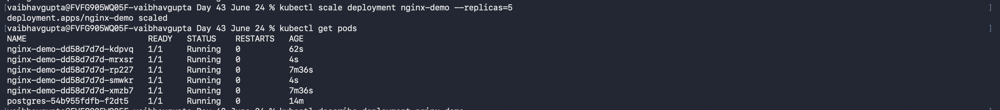 [vaibhavgupta@FVFG905WQ05F-vaibhavgupta Day 43 June 24 % kubectl scale deployment nginx-demo --replicas=5 ]
deployment.apps/nginx-demo scaled
[vaibhavgupta@FVFG905WQ05F-vaibhavgupta Day 43 June 24 % kubectl get pods ]
NAME READY STATUS RESTARTS AGE
nginx-demo-dd58d7d7d-kdpvq 1/1 Running 0 62s
nginx-demo-dd58d7d7d-mrxsr 1/1 Running 0 4s
nginx-demo-dd58d7d7d-rp227 1/1 Running 0 7m36s
nginx-demo-dd58d7d7d-smwkr 1/1 Running 0 4s
nginx-demo-dd58d7d7d-xmzb7 1/1 Running 0 7m36s
postgres-54b955fdfb-f2dt5 1/1 Running 0 14m
[vaibhavgupta@FVFG905WQ05F-vaibhavgupta Day 43 June 24 % kubectl describe deployment nginx-demo ]